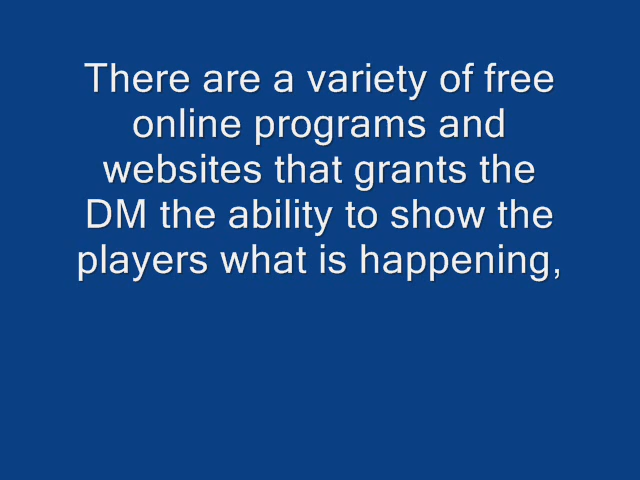 There are a variety of free
online programs and
websites that grants the
DM the ability to show the
players what is happening,